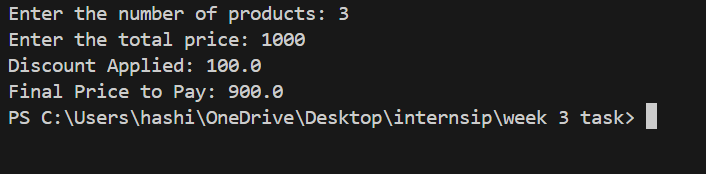 Enter the number of products: 3
Enter the total price: 1000
Discount Applied: 100.0
Final Price to Pay: 900.0
PS C:\Users\hashi\OneDrive\Desktop\internsip\week 3 task>